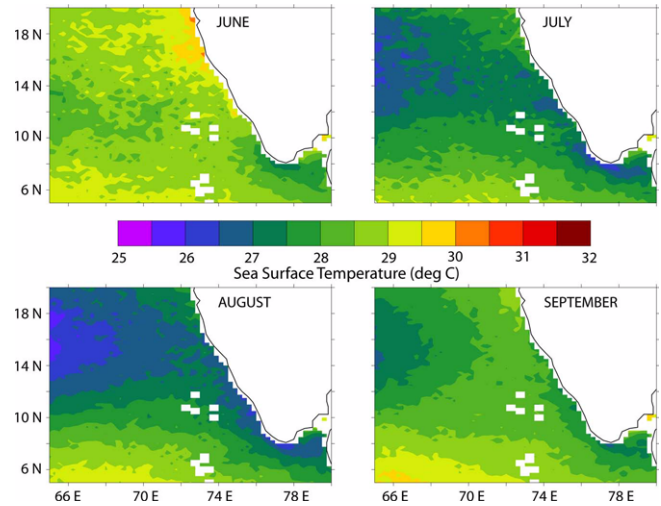 JUNE
JULY
18 N
14 N
10 N
6 N
25 26 27 28 29 30 31 32
Sea Surface Temperature (deg C)
AUGUST
SEPTEMBER
18 N
14 N
10 N
6 N
66 E 70 E 74 E 78 E 66 E 70 E 74 E 78 E